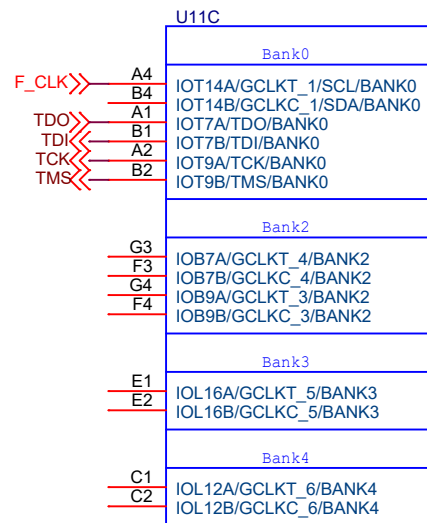 U11C
Bank0
F_CLK A4 IOT14A/GCLKT_1/SCL/BANK0
B4 IOT14B/GCLKC_1/SDA/BANK0
TDO A1 IOT7A/TDO/BANK0
TDI B1 IOT7B/TDI/BANK0
TCK A2 IOT9A/TCK/BANK0
TMS B2 IOT9B/TMS/BANK0
Bank2
G3 IOB7A/GCLKT_4/BANK2
F3 IOB7B/GCLKC_4/BANK2
G4 IOB9A/GCLKT_3/BANK2
F4 IOB9B/GCLKC_3/BANK2
Bank3
E1 IOL16A/GCLKT_5/BANK3
E2 IOL16B/GCLKC_5/BANK3
Bank4
C1 IOL12A/GCLKT_6/BANK4
C2 IOL12B/GCLKC_6/BANK4